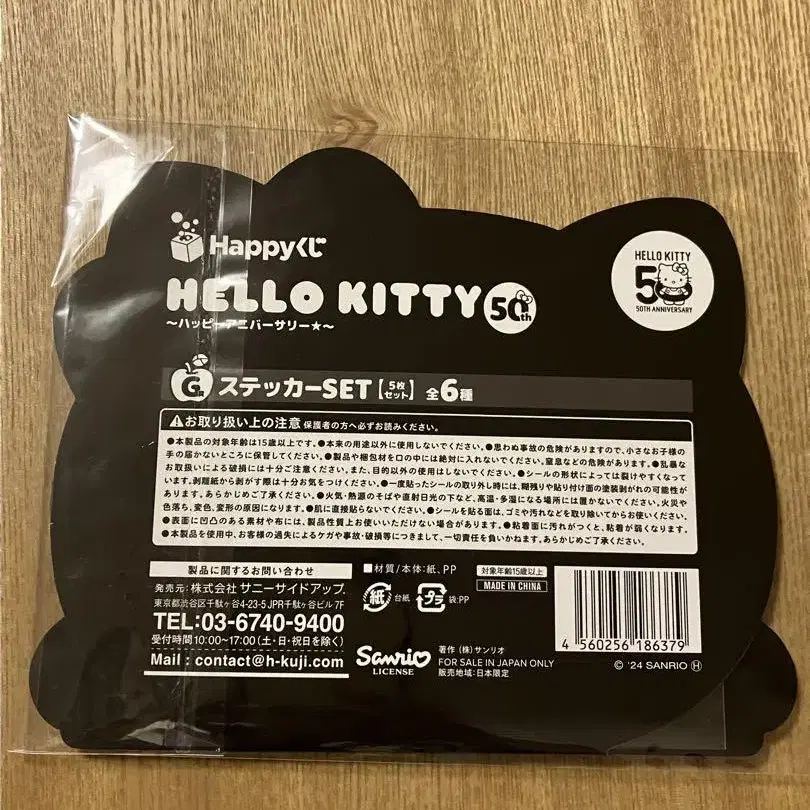 Happyくじ
HELLO KITTY 50th
～ハッピーアニバーサリー★～
HELLO KITTY
50
50TH ANNIVERSARY
G賞 ステッカーSET【5枚セット】全6種
お取り扱い上の注意 保護者の方へ必ずお読みください。
●本製品の対象年齢は15歳以上です。●本来の用途以外に使用しないでください。●思わぬ事故の危険がありますので、小さなお子様の
手の届かないところに保管してください。●製品や梱包材を口の中には絶対に入れないでください。窒息などの危険があります。●乱暴な
お取扱いによる破損には十分ご注意ください。また、目的以外の使用はしないでください。●シールの形状によっては裂けやすくなって
います。剥離紙から剥がす際は十分お気をつけください。●一度貼ったシールの取り外し時には、糊残りや貼り付け面の塗装剥がれの可能性が
あります。あらかじめご了承ください。●火気・熱源のそばや直射日光の下など、高温・多湿になる場所には置かないでください。火災や
色落ち、変色、変形の原因になります。●肌に直接貼らないでください。●シールを貼る面は、ゴミや汚れなどを取り除いてからお使いください。
●表面に凹凸のある素材や布には、製品性質上お使いいただけない場合があります。●粘着面に汚れがつくと、粘着が弱くなります。
●本製品を使用中、お客様の過失によるケガや事故・破損等につきまして、一切責任を負いかねます。あらかじめご了承ください。
製品に関するお問い合わせ
発売元：株式会社 サニーサイドアップ
東京都渋谷区千駄ヶ谷4-23-5 JPR千駄ヶ谷ビル 7F
TEL:03-6740-9400
受付時間10:00～17:00(土・日・祝日を除く)
Mail：contact@h-kuji.com
■材質/本体：紙、PP
紙 台紙 プラ 袋:PP
対象年齢15歳以上
MADE IN CHINA
Sanrio
LICENSE
著作 (株)サンリオ
FOR SALE IN JAPAN ONLY
販売地域：日本限定
4 560256 186379
© '24 SANRIO Ⓗ